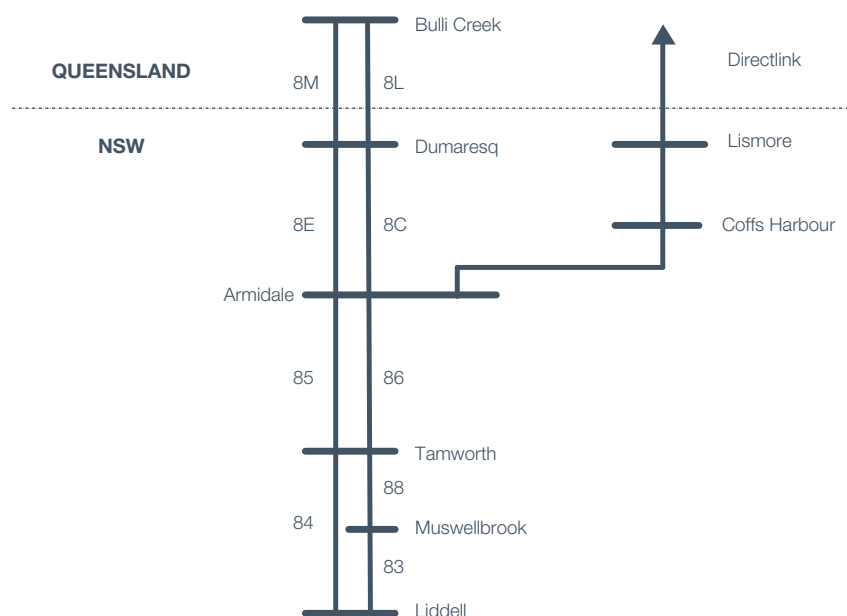 Bulli Creek
Directlink
QUEENSLAND
8M
8L
NSW
Dumaresq
Lismore
8E
8C
Coffs Harbour
Armidale
85
86
Tamworth
88
84
Muswellbrook
83
Liddell